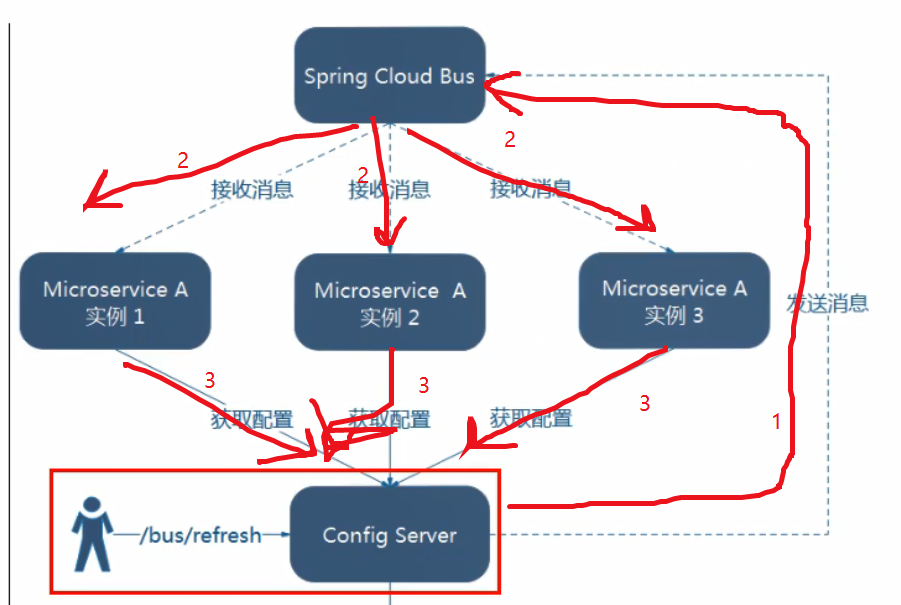 Spring Cloud Bus
2
2
2
接收消息
接收消息
接收消息
Microservice A
实例 1
Microservice A
实例 2
Microservice A
实例 3
发送消息
3
3
3
获取配置
获取配置
获取配置
1
/bus/refresh
Config Server